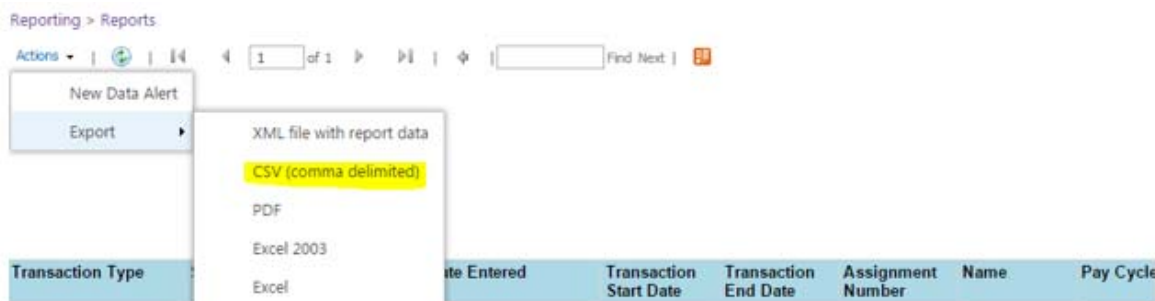 Reporting > Reports
Actions | 1 of 1 | Find Next |
New Data Alert
Export
XML file with report data
CSV (comma delimited)
PDF
Excel 2003
Excel
Transaction Type Entered Transaction Start Date Transaction End Date Assignment Number Name Pay Cycle